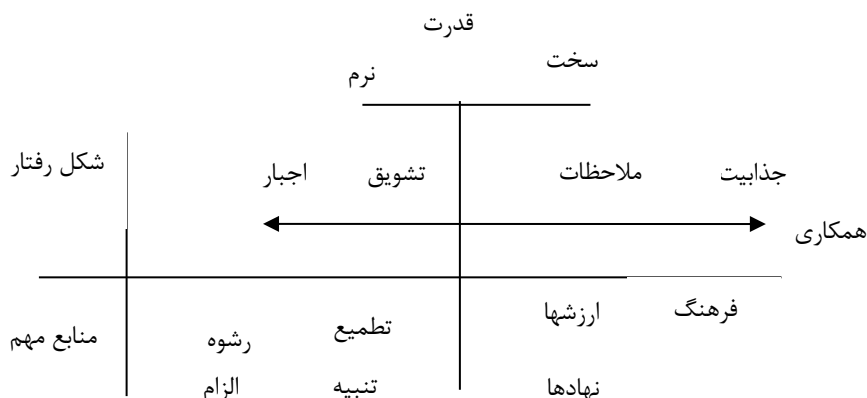 قدرت
سخت
نرم
جذابیت
ملاحظات
تشویق
اجبار
شکل رفتار
همکاری
فرهنگ
ارزشها
تطمیع
رشوه
منابع مهم
نهادها
تنبیه
الزام